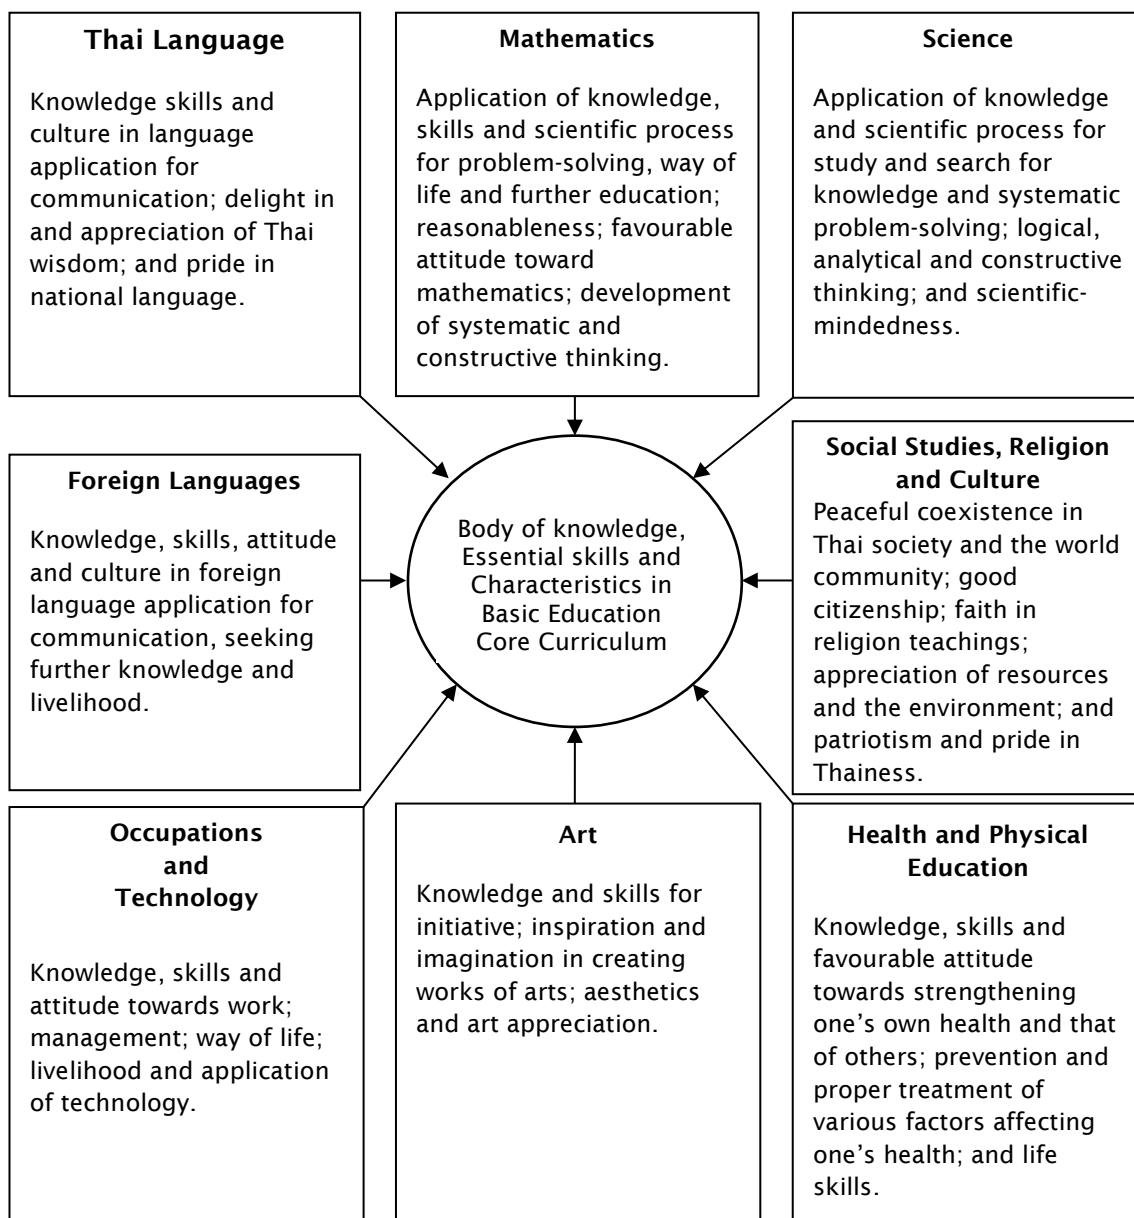 Thai Language
Knowledge skills and
culture in language
application for
communication; delight in
and appreciation of Thai
wisdom; and pride in
national language.
Mathematics
Application of knowledge,
skills and scientific process
for problem-solving, way of
life and further education;
reasonableness; favourable
attitude toward
mathematics; development
of systematic and
constructive thinking.
Science
Application of knowledge
and scientific process for
study and search for
knowledge and systematic
problem-solving; logical,
analytical and constructive
thinking; and scientific-
mindedness.
Foreign Languages
Knowledge, skills, attitude
and culture in foreign
language application for
communication, seeking
further knowledge and
livelihood.
Body of knowledge,
Essential skills and
Characteristics in
Basic Education
Core Curriculum
Social Studies, Religion
and Culture
Peaceful coexistence in
Thai society and the world
community; good
citizenship; faith in
religion teachings;
appreciation of resources
and the environment; and
patriotism and pride in
Thainess.
Occupations
and
Technology
Knowledge, skills and
attitude towards work;
management; way of life;
livelihood and application
of technology.
Art
Knowledge and skills for
initiative; inspiration and
imagination in creating
works of arts; aesthetics
and art appreciation.
Health and Physical
Education
Knowledge, skills and
favourable attitude
towards strengthening
one's own health and that
of others; prevention and
proper treatment of
various factors affecting
one's health; and life
skills.